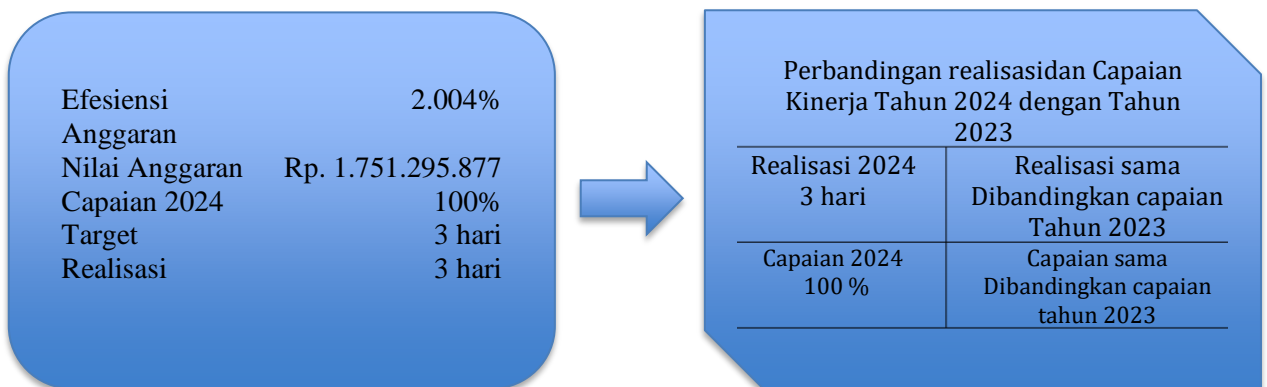 Efesiensi 2.004%
Anggaran
Nilai Anggaran Rp. 1.751.295.877
Capaian 2024 100%
Target 3 hari
Realisasi 3 hari
Perbandingan realisasidan Capaian
Kinerja Tahun 2024 dengan Tahun
2023
Realisasi 2024
3 hari
Realisasi sama
Dibandingkan capaian
Tahun 2023
Capaian 2024
100 %
Capaian sama
Dibandingkan capaian
tahun 2023